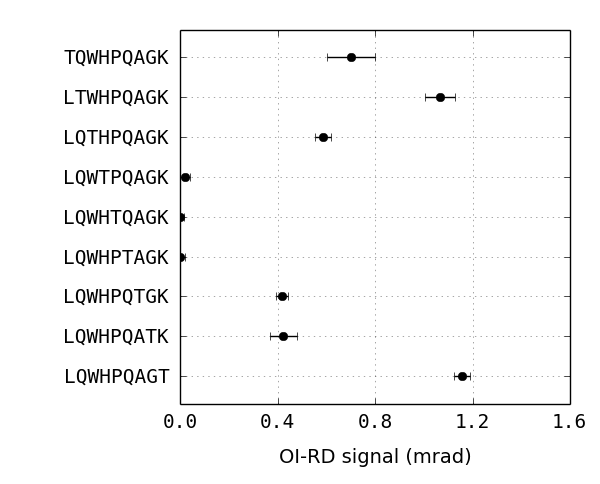 TQWHPQAGK
LTWHPQAGK
LQTHPQAGK
LQWTPQAGK
LQWHTQAGK
LQWHPTAGK
LQWHPQTGK
LQWHPQATK
LQWHPQAGT
0.0 0.4 0.8 1.2 1.6
OI-RD signal (mrad)